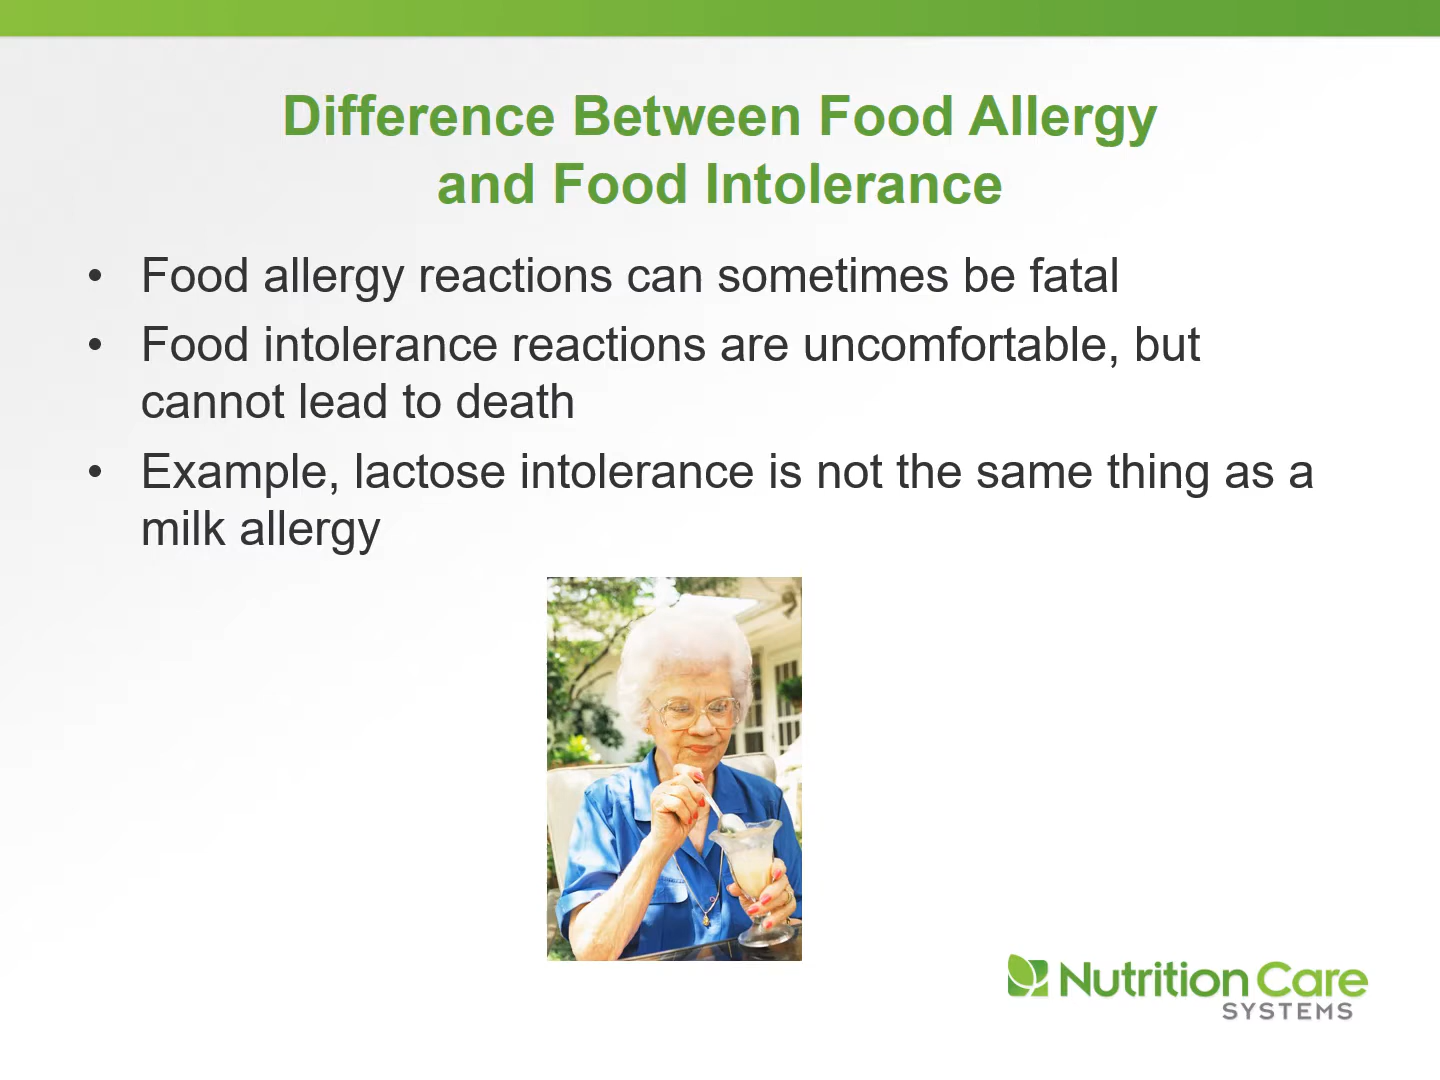 Difference Between Food Allergy
and Food Intolerance
• Food allergy reactions can sometimes be fatal
• Food intolerance reactions are uncomfortable, but
cannot lead to death
• Example, lactose intolerance is not the same thing as a
milk allergy
Nutrition Care
SYSTEMS